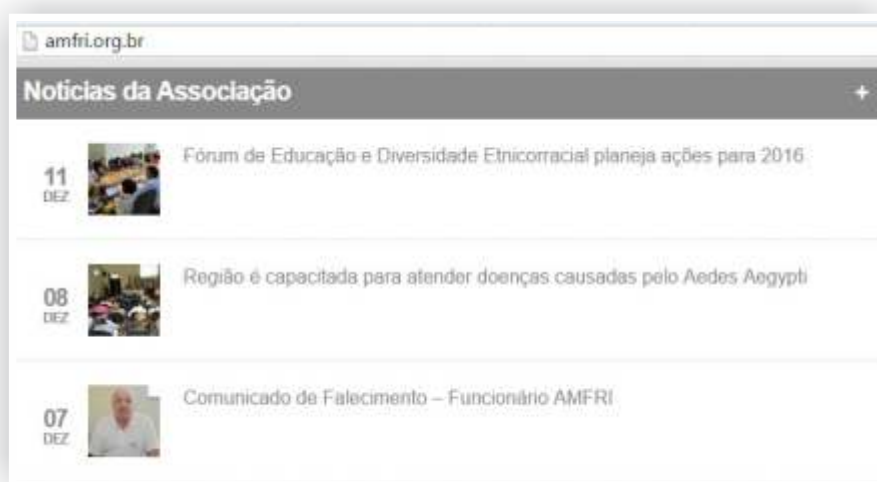 amfri.org.br
Notícias da Associação +
11
DEZ
Fórum de Educação e Diversidade Etnicorracial planeja ações para 2016
08
DEZ
Região é capacitada para atender doenças causadas pelo Aedes Aegypti
07
DEZ
Comunicado de Falecimento – Funcionário AMFRI